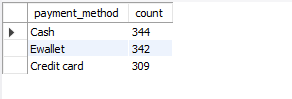 payment_method count
Cash 344
Ewallet 342
Credit card 309